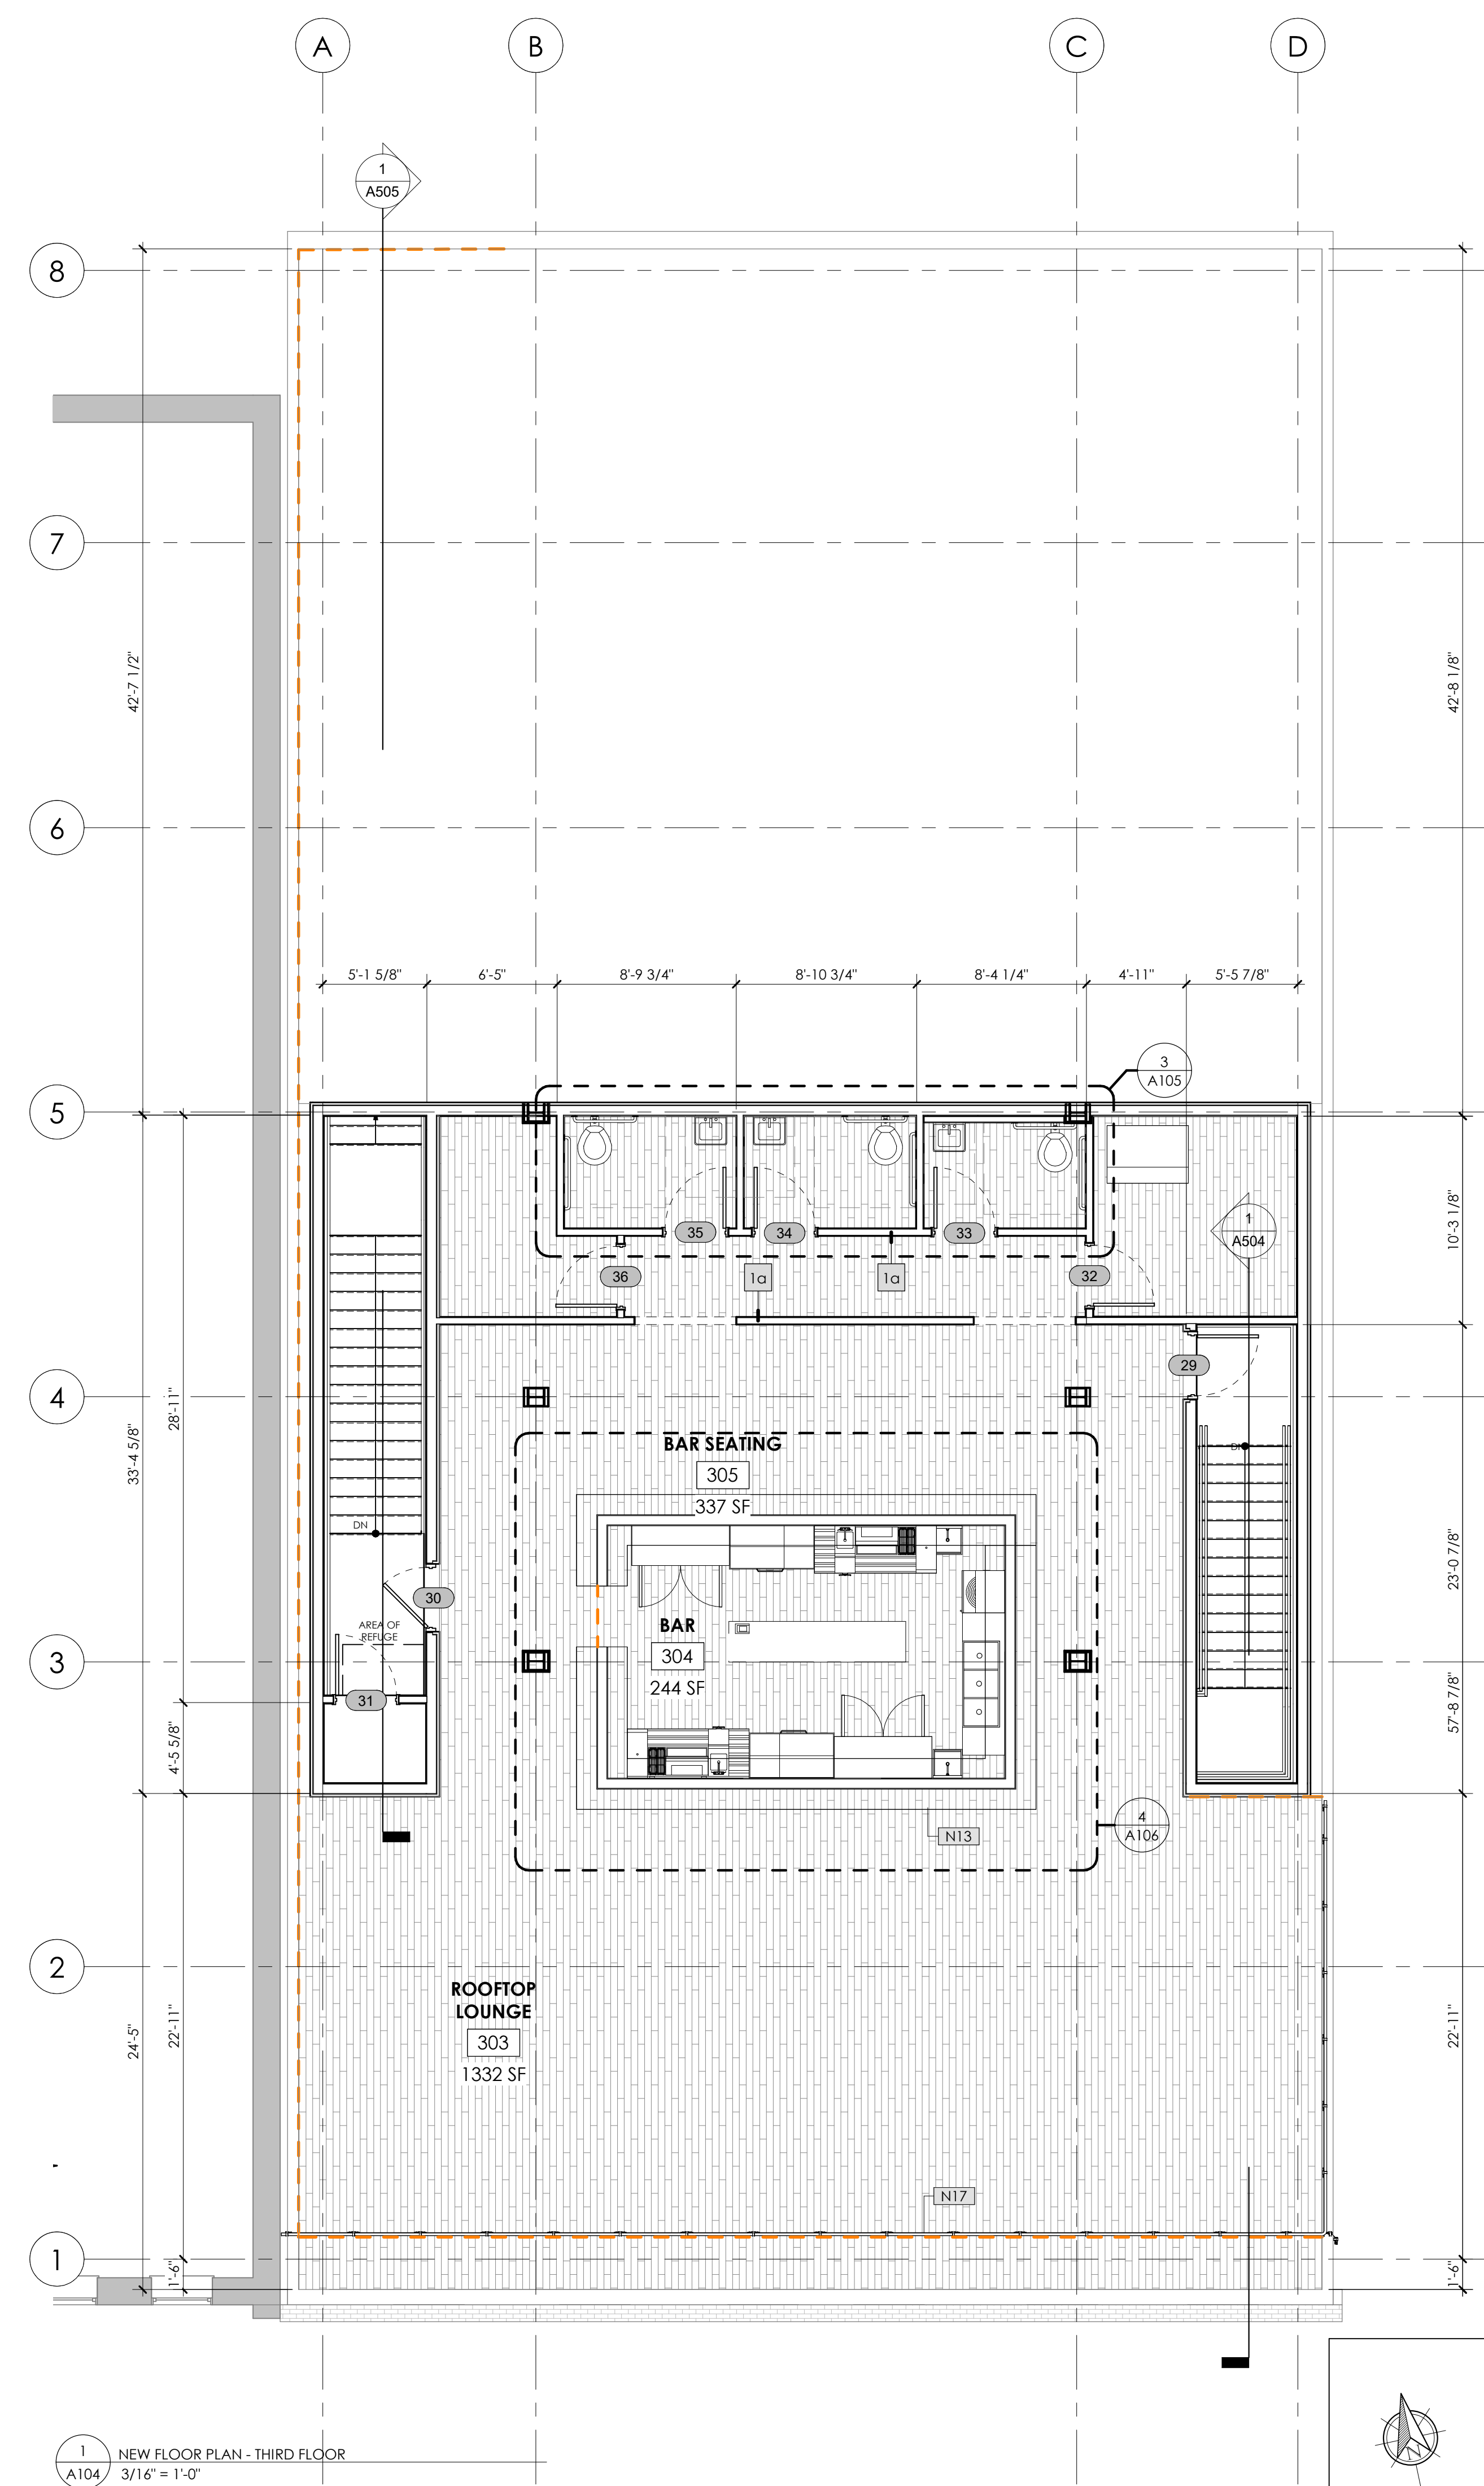 A
B
C
D
1
A505
8
7
42'-7 1/2"
42'-8 1/8"
6
5'-1 5/8"
6'-5"
8'-9 3/4"
8'-10 3/4"
8'-4 1/4"
4'-11"
5'-5 7/8"
3
A105
5
35
34
33
1
A504
10'-3 1/8"
36
1a
1a
32
29
4
28'-11"
33'-4 5/8"
BAR SEATING
305
337 SF
DN
DN
30
AREA OF
REFUGE
BAR
304
244 SF
23'-0 7/8"
3
31
57'-8 7/8"
4'-5 5/8"
4
A106
N13
2
ROOFTOP
LOUNGE
303
1332 SF
24'-5"
22'-11"
22'-11"
N17
1
1'-6"
1'-6"
N
1
A104
NEW FLOOR PLAN - THIRD FLOOR
3/16" = 1'-0"